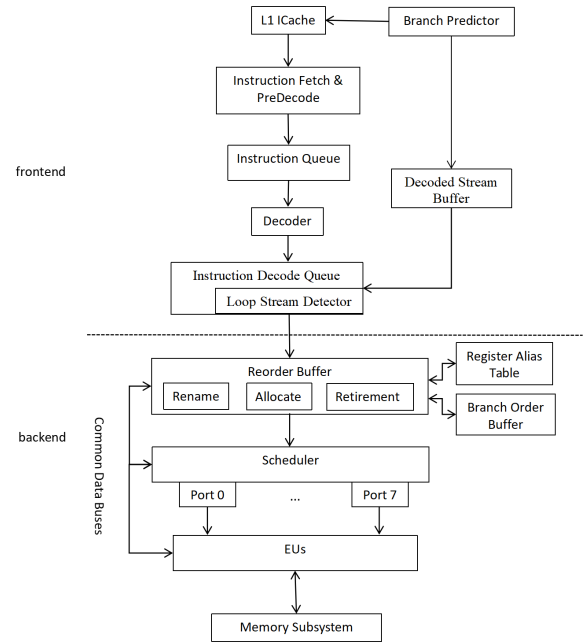 L1 ICache
Branch Predictor
Instruction Fetch &
PreDecode
frontend
Instruction Queue
Decoded Stream
Buffer
Decoder
Instruction Decode Queue
Loop Stream Detector
Reorder Buffer
Rename
Allocate
Retirement
Register Alias
Table
Branch Order
Buffer
backend
Common Data Buses
Scheduler
Port 0
...
Port 7
EUs
Memory Subsystem